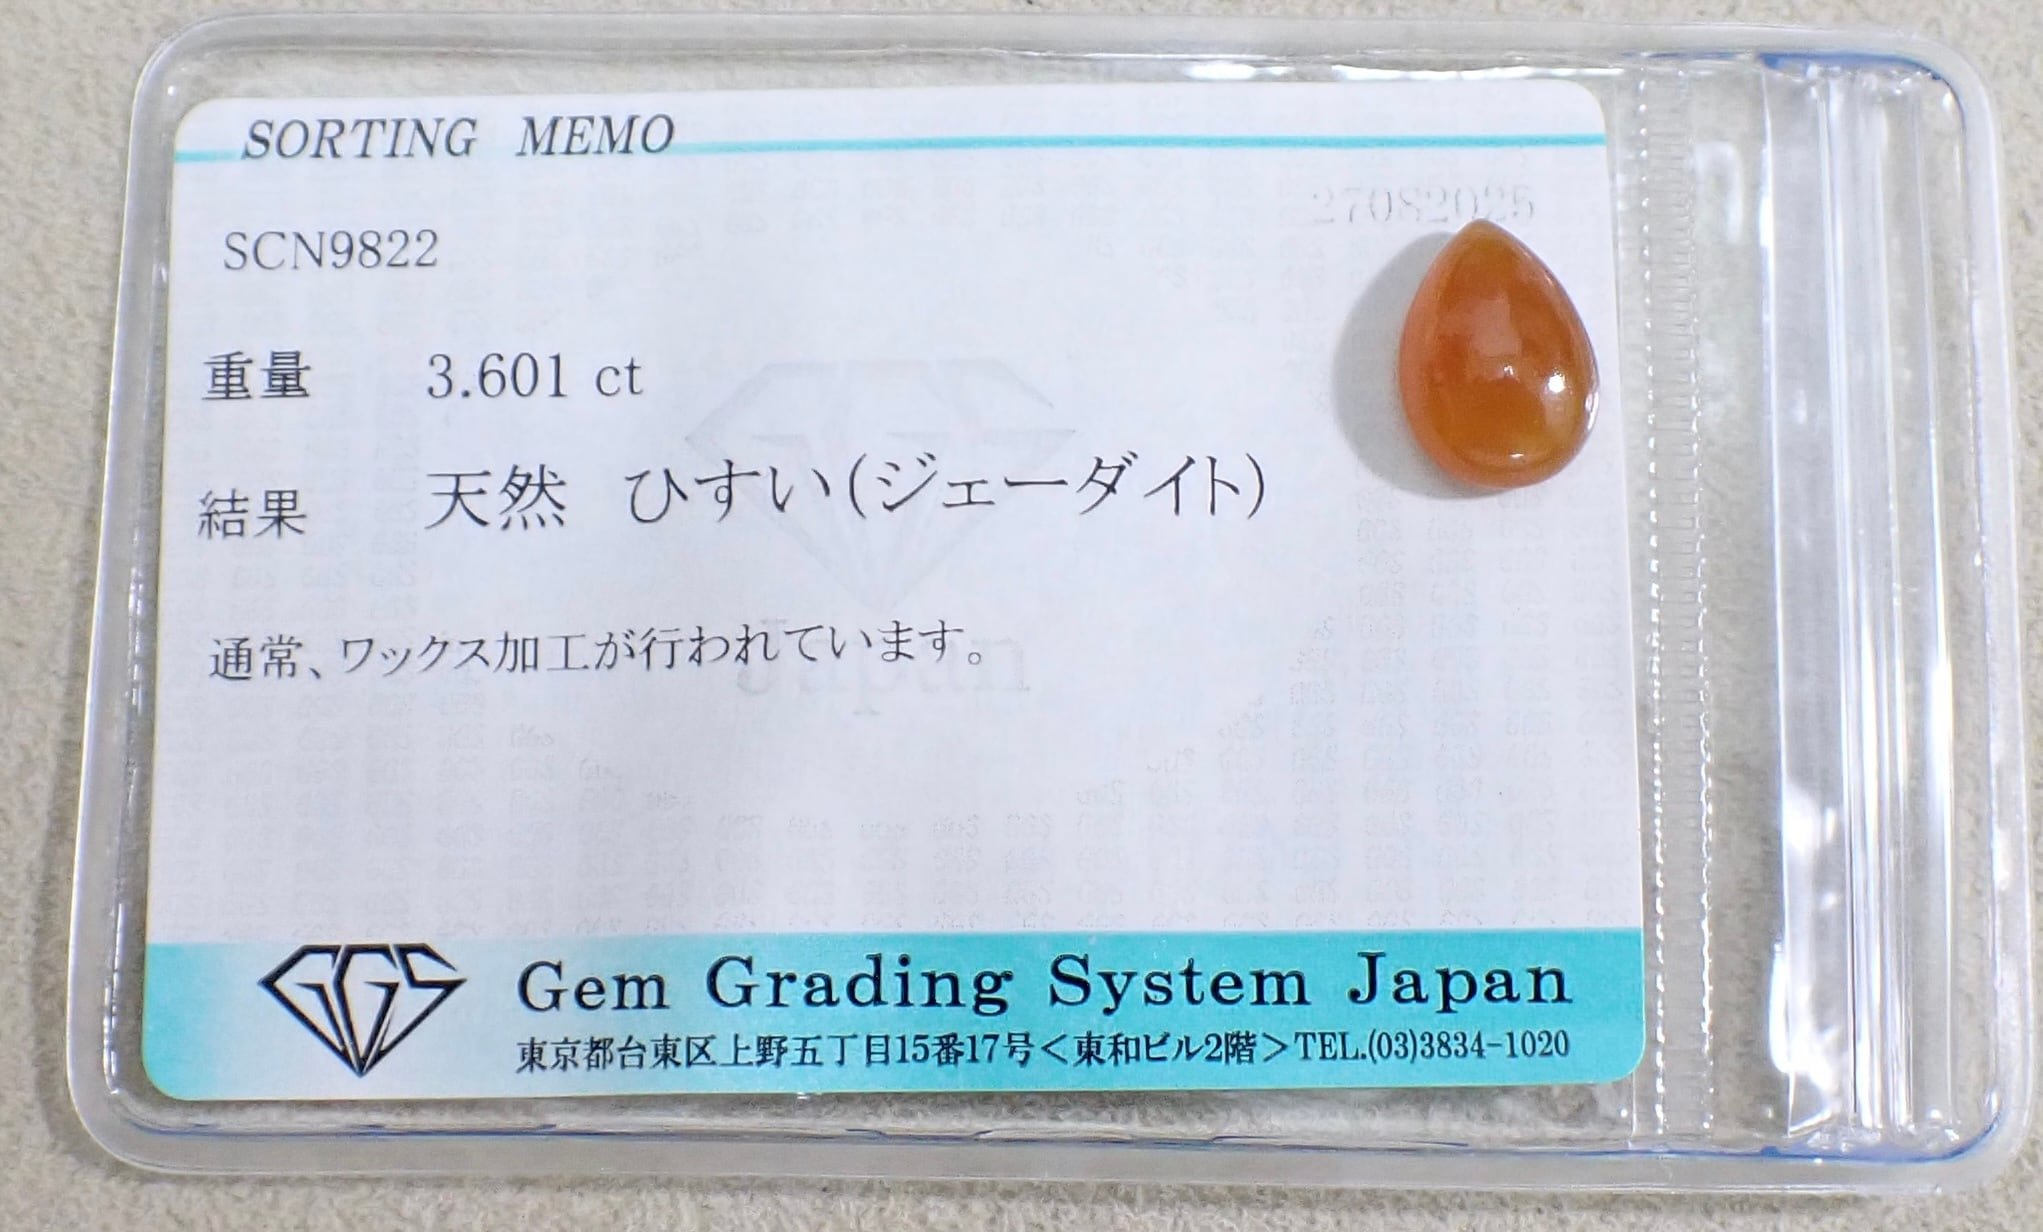 SORTING MEMO
27082025
SCN9822
重量 3.601 ct
結果 天然 ひすい(ジェーダイト)
通常、ワックス加工が行われています。
Japan
GGS
Gem Grading System Japan
東京都台東区上野五丁目15番17号<東和ビル2階>TEL.(03)3834-1020